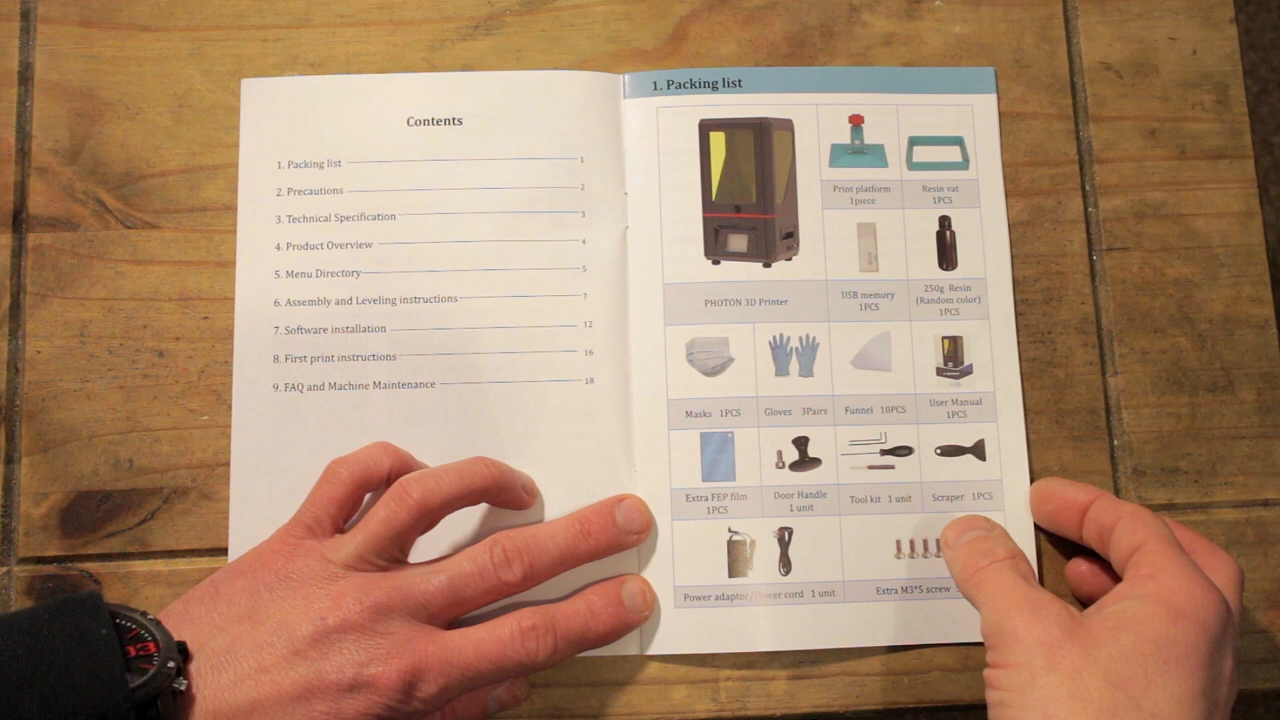 Contents
1. Packing list 1
2. Precautions 2
3. Technical Specification 3
4. Product Overview 4
5. Menu Directory 5
6. Assembly and Leveling instructions 7
7. Software installation 12
8. First print instructions 16
9. FAQ and Machine Maintenance 18
1. Packing list
Print platform
1piece
Resin vat
1PCS
PHOTON 3D Printer
USB memory
1PCS
250g Resin
(Random color)
1PCS
Masks 1PCS
Gloves 3Pairs
Funnel 10PCS
User Manual
1PCS
Extra FEP film
1PCS
Door Handle
1 unit
Tool kit 1 unit
Scraper 1PCS
Power adaptor/Power cord 1 unit
Extra M3*5 screw